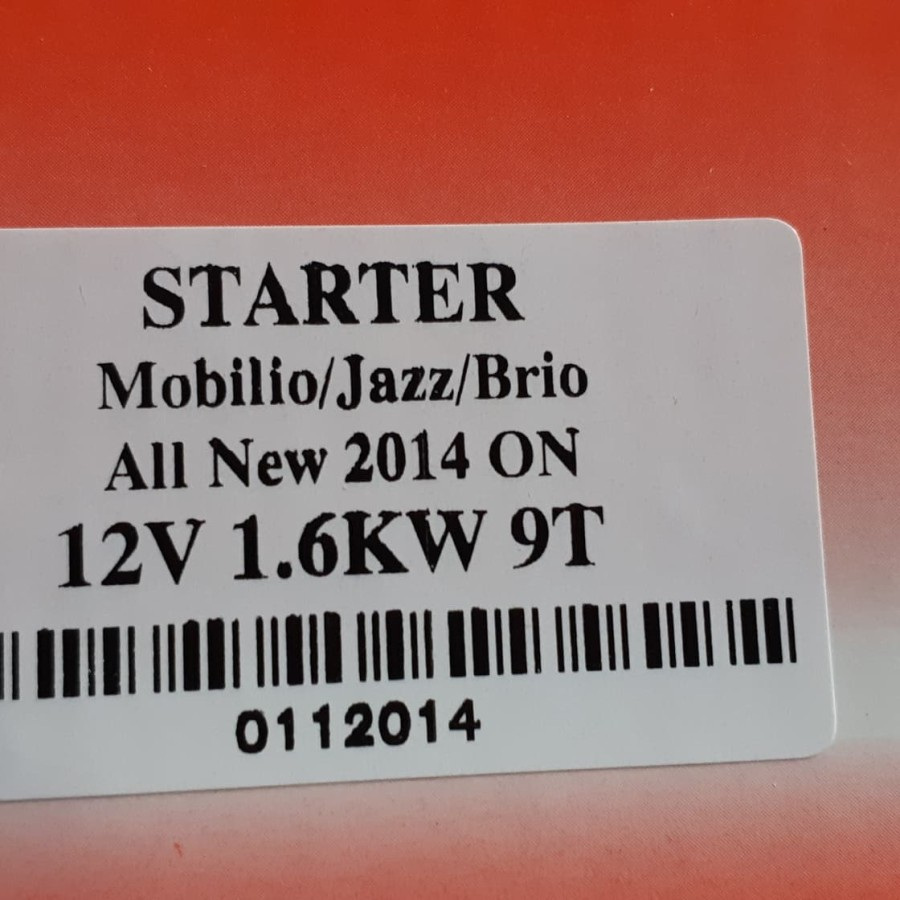 STARTER
Mobilio/Jazz/Brio
All New 2014 ON
12V 1.6KW 9T
0112014